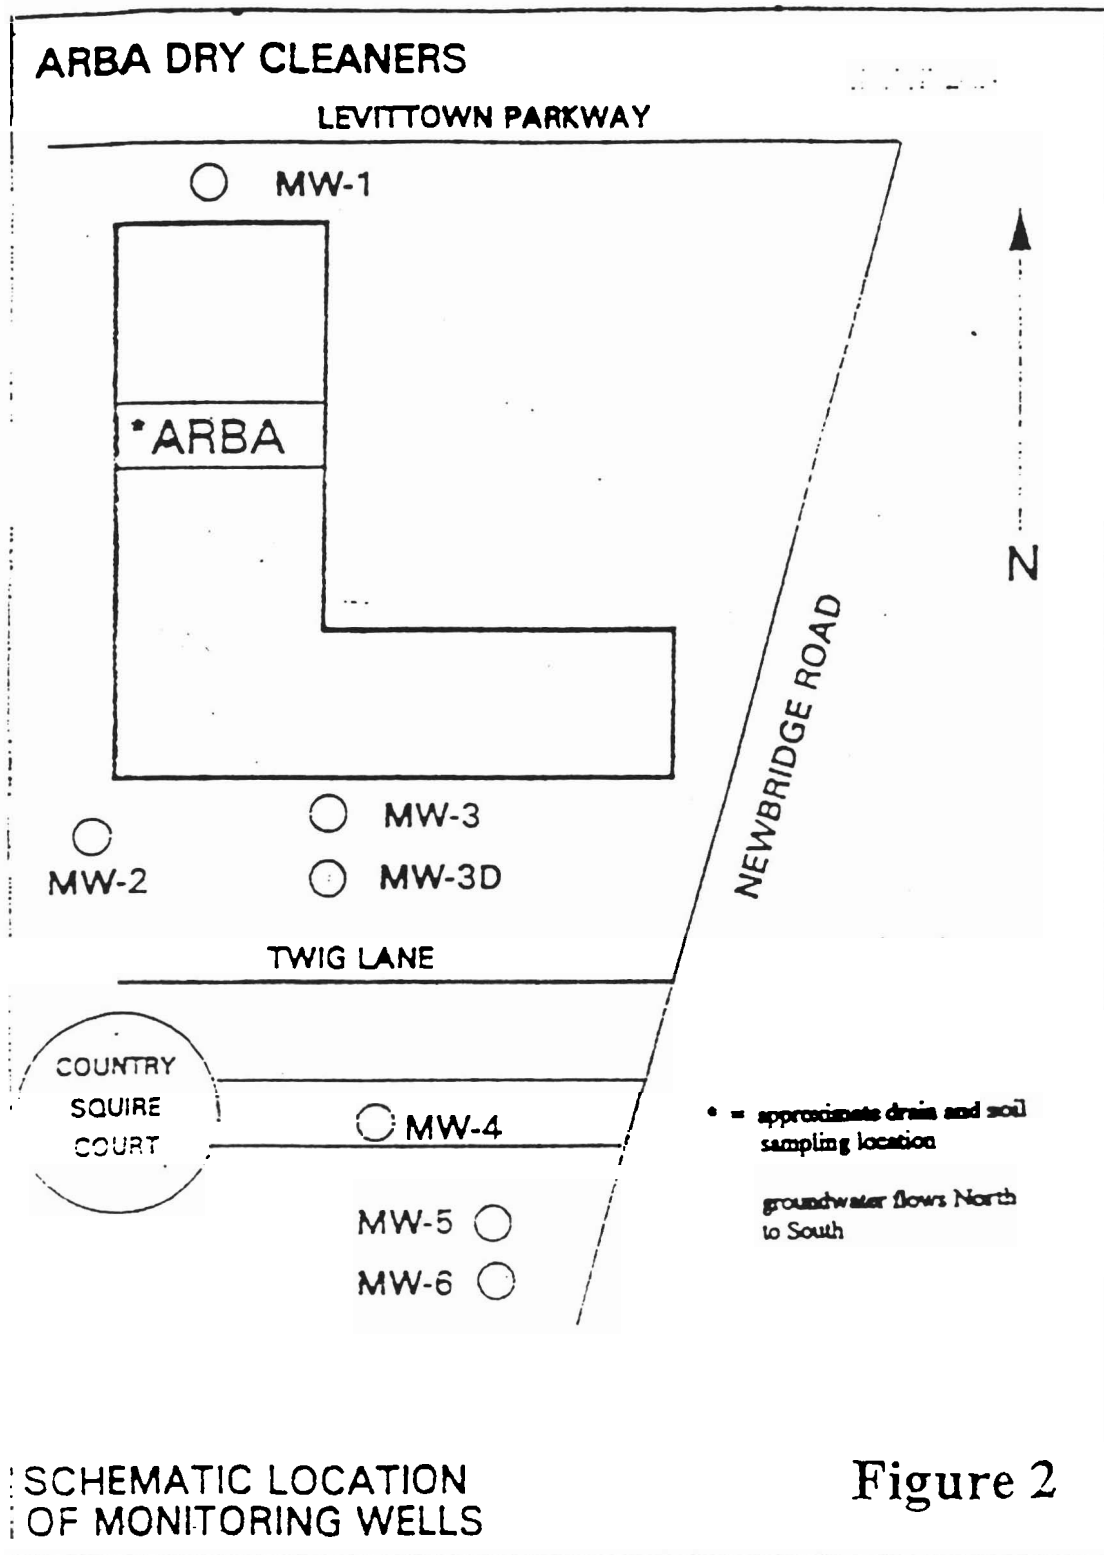 ARBA DRY CLEANERS
LEVITTOWN PARKWAY
MW-1
*ARBA
N
NEWBRIDGE ROAD
MW-3
MW-2
MW-3D
TWIG LANE
COUNTRY
SQUIRE
COURT
MW-4
* = approximate drain and soil
sampling location
groundwater flows North
to South
MW-5
MW-6
SCHEMATIC LOCATION
OF MONITORING WELLS
Figure 2